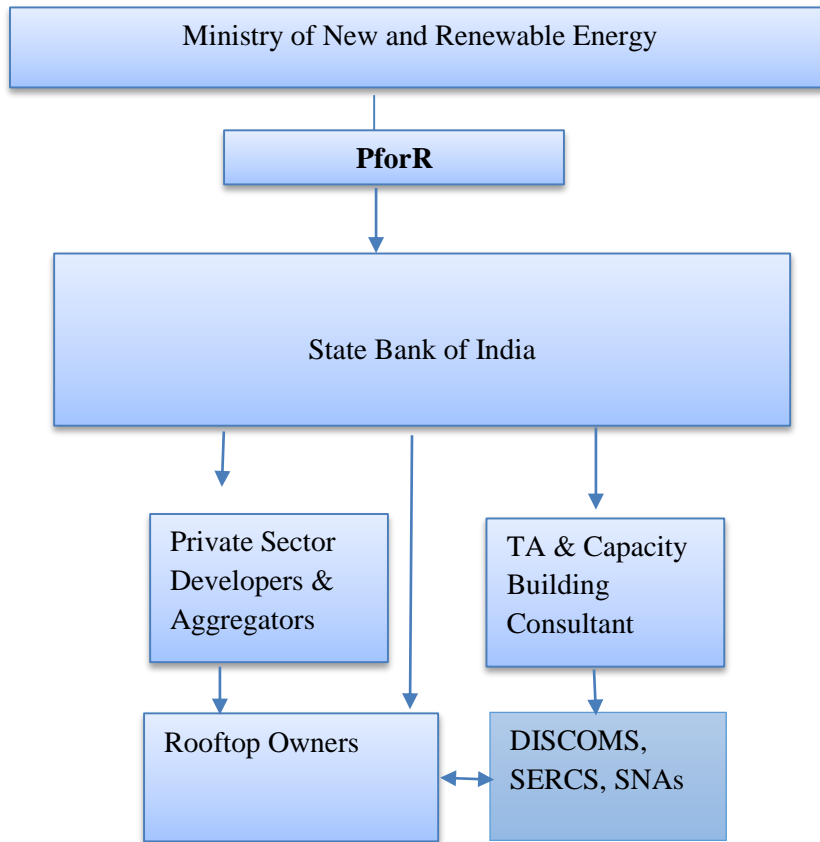 Ministry of New and Renewable Energy
PforR
State Bank of India
Private Sector
Developers &
Aggregators
TA & Capacity
Building
Consultant
Rooftop Owners
DISCOMS,
SERCS, SNAs